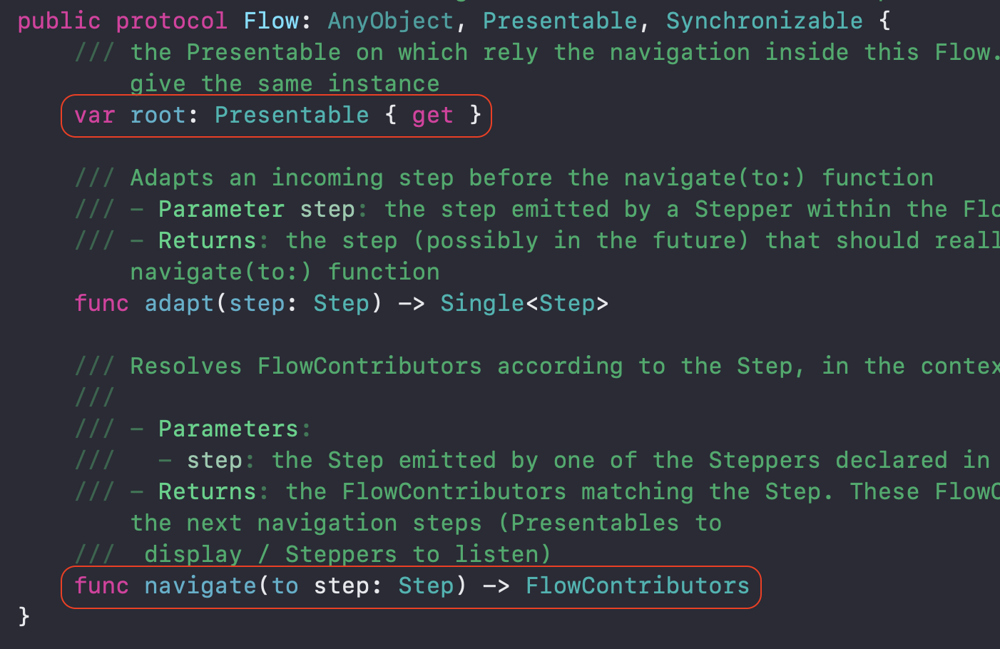 public protocol Flow: AnyObject, Presentable, Synchronizable {
/// the Presentable on which rely the navigation inside this Flow.
give the same instance
var root: Presentable { get }
/// Adapts an incoming step before the navigate(to:) function
/// - Parameter step: the step emitted by a Stepper within the Flo
/// - Returns: the step (possibly in the future) that should reall
navigate(to:) function
func adapt(step: Step) -> Single<Step>
/// Resolves FlowContributors according to the Step, in the contex
///
/// - Parameters:
///   - step: the Step emitted by one of the Steppers declared in
/// - Returns: the FlowContributors matching the Step. These FlowC
the next navigation steps (Presentables to
///  display / Steppers to listen)
func navigate(to step: Step) -> FlowContributors
}